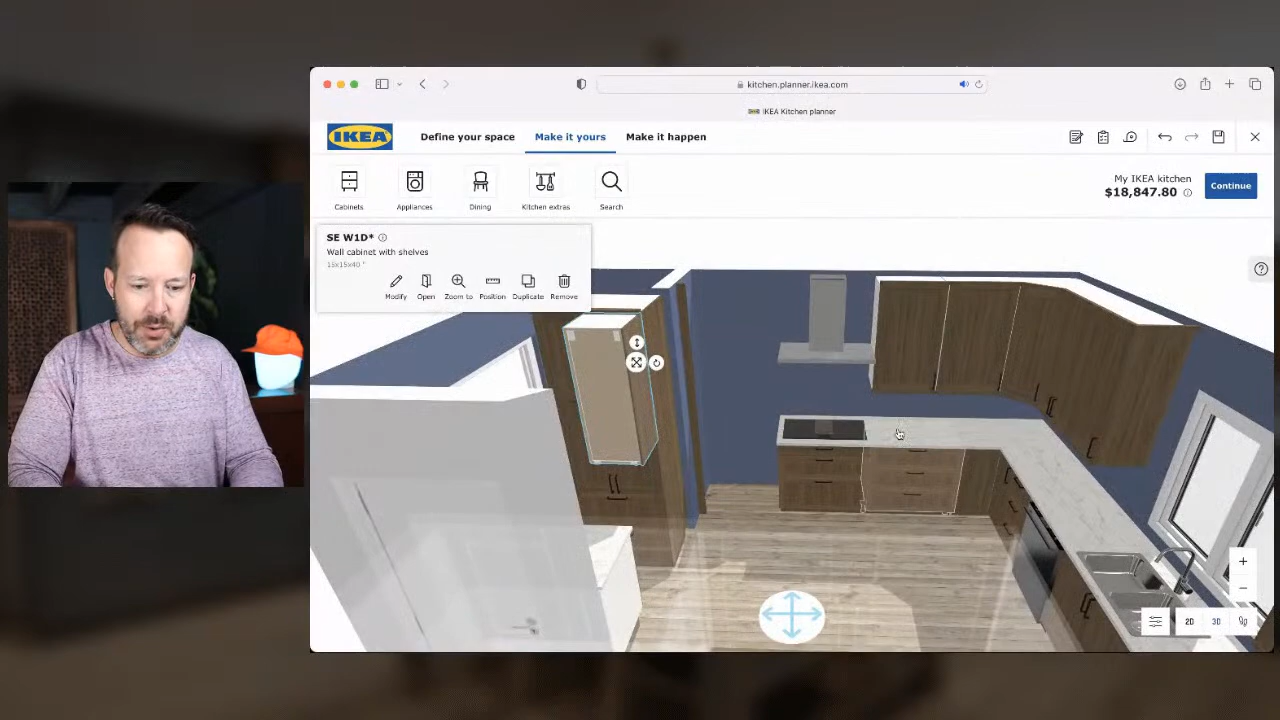 kitchen.planner.ikea.com
IKEA Kitchen planner
IKEA
Define your space
Make it yours
Make it happen
Cabinets
Appliances
Dining
Kitchen extras
Search
My IKEA kitchen
$18,847.80
Continue
SE W1D*
Wall cabinet with shelves
15x15x40 "
Modify
Open
Zoom to
Position
Duplicate
Remove
2D
3D